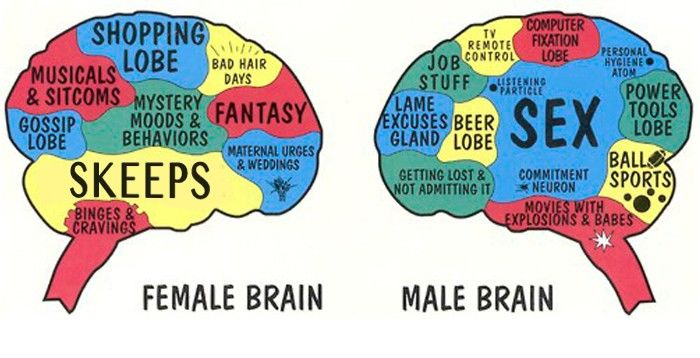 SHOPPING
LOBE
BAD HAIR
DAYS
MUSICALS
& SITCOMS
MYSTERY
MOODS &
BEHAVIORS
FANTASY
GOSSIP
LOBE
MATERNAL URGES
& WEDDINGS
SKEEPS
BINGES &
CRAVINGS
FEMALE BRAIN
TV
REMOTE
CONTROL
COMPUTER
FIXATION
LOBE
PERSONAL
HYGIENE
ATOM
JOB
STUFF
LISTENING
PARTICLE
SEX
POWER
TOOLS
LOBE
LAME
EXCUSES
GLAND
BEER
LOBE
BALL
SPORTS
GETTING LOST &
NOT ADMITTING IT
COMMITMENT
NEURON
MOVIES WITH
EXPLOSIONS & BABES
MALE BRAIN